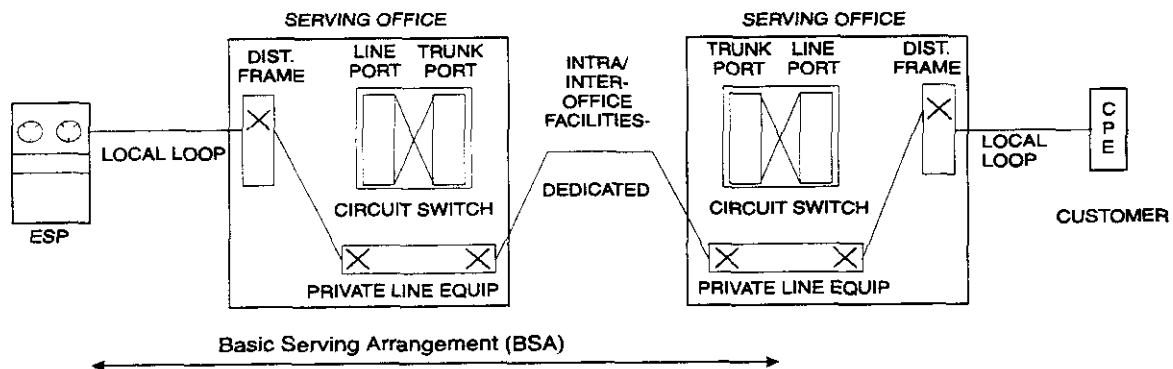 SERVING OFFICE
DIST.
FRAME
LINE
PORT
TRUNK
PORT
LOCAL LOOP
ESP
CIRCUIT SWITCH
PRIVATE LINE EQUIP
INTRA/
INTER-
OFFICE
FACILITIES-
DEDICATED
SERVING OFFICE
TRUNK
PORT
LINE
PORT
DIST.
FRAME
CIRCUIT SWITCH
PRIVATE LINE EQUIP
LOCAL
LOOP
C
P
E
CUSTOMER
Basic Serving Arrangement (BSA)